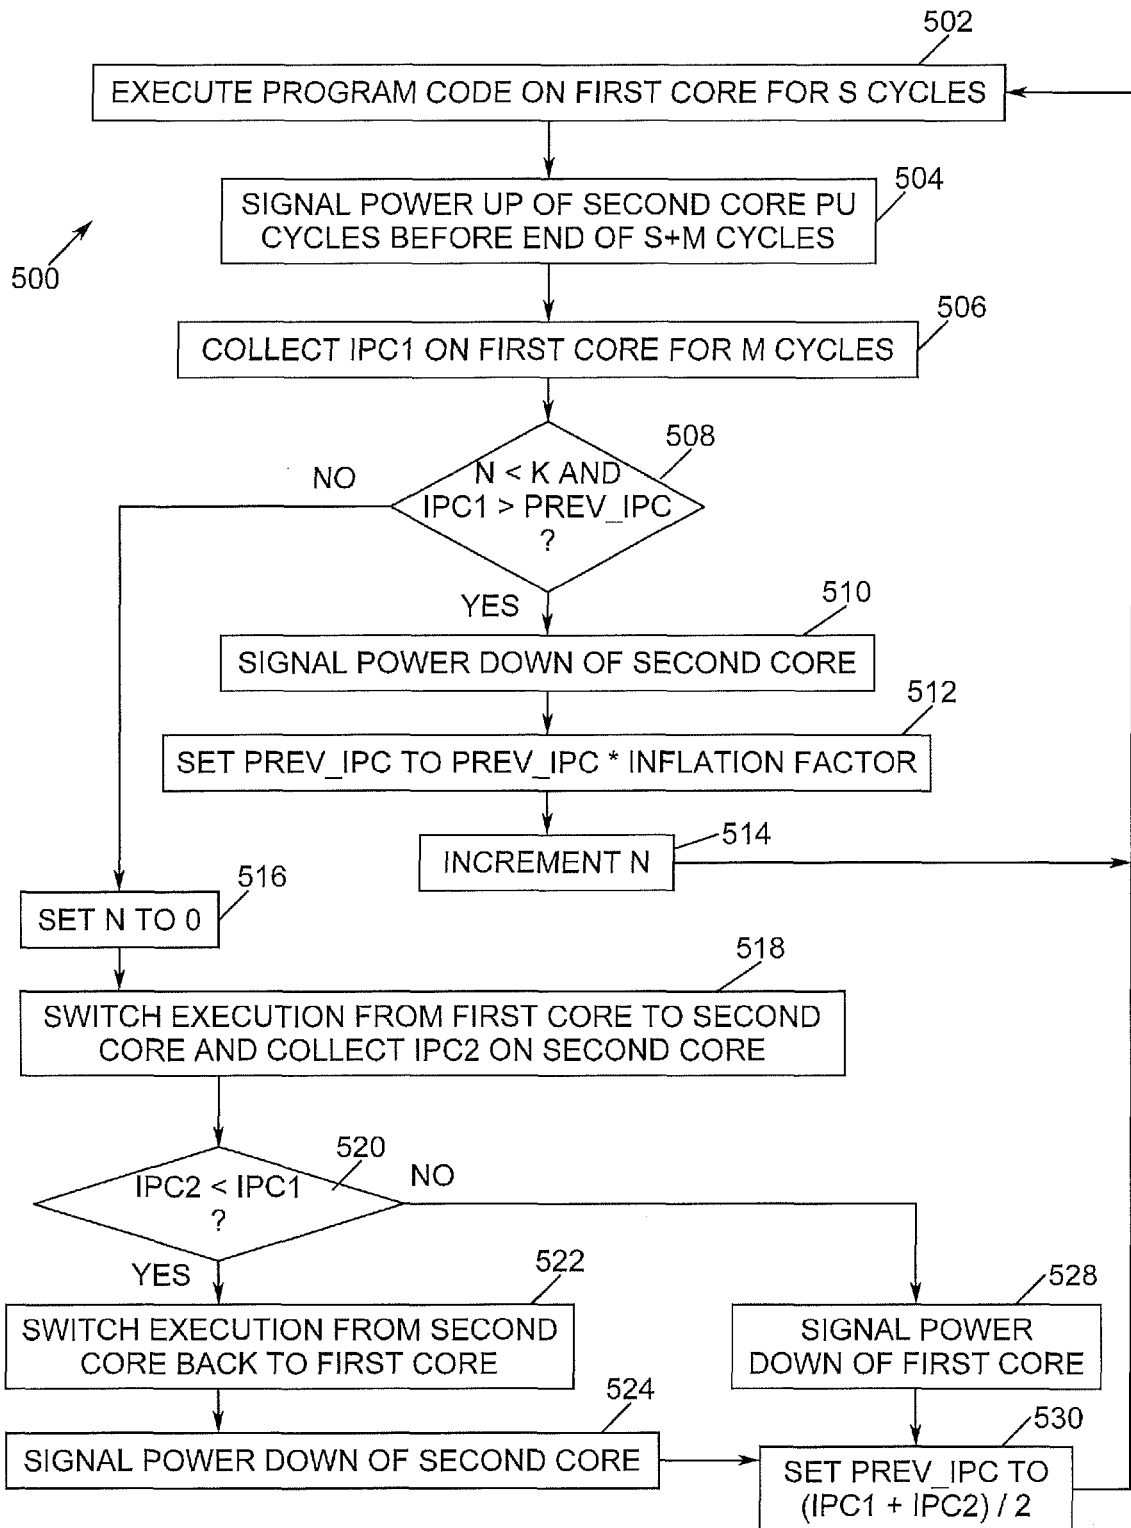 502
EXECUTE PROGRAM CODE ON FIRST CORE FOR S CYCLES
504
SIGNAL POWER UP OF SECOND CORE PU
CYCLES BEFORE END OF S+M CYCLES
500
506
COLLECT IPC1 ON FIRST CORE FOR M CYCLES
508
NO
N < K AND
IPC1 > PREV_IPC
?
YES
510
SIGNAL POWER DOWN OF SECOND CORE
512
SET PREV_IPC TO PREV_IPC * INFLATION FACTOR
514
INCREMENT N
516
SET N TO 0
518
SWITCH EXECUTION FROM FIRST CORE TO SECOND
CORE AND COLLECT IPC2 ON SECOND CORE
520
NO
IPC2 < IPC1
?
YES
522
528
SWITCH EXECUTION FROM SECOND
CORE BACK TO FIRST CORE
SIGNAL POWER
DOWN OF FIRST CORE
524
530
SIGNAL POWER DOWN OF SECOND CORE
SET PREV_IPC TO
(IPC1 + IPC2) / 2